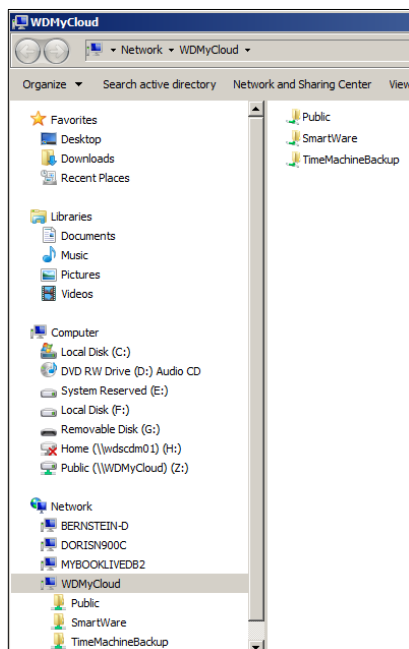 WDMyCloud
Network WDMyCloud
Organize Search active directory Network and Sharing Center View
Favorites
Desktop
Downloads
Recent Places
Libraries
Documents
Music
Pictures
Videos
Computer
Local Disk (C:)
DVD RW Drive (D:) Audio CD
System Reserved (E:)
Local Disk (F:)
Removable Disk (G:)
Home (\\wdscdm01) (H:)
Public (\\WDMyCloud) (Z:)
Network
BERNSTEIN-D
DORISN900C
MYBOOKLIVEDB2
WDMyCloud
Public
SmartWare
TimeMachineBackup
Public
SmartWare
TimeMachineBackup